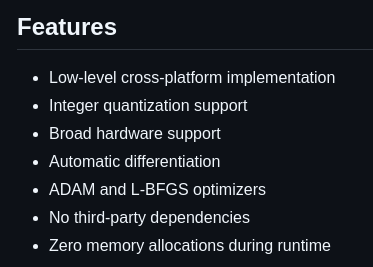 Features
Low-level cross-platform implementation
Integer quantization support
Broad hardware support
Automatic differentiation
ADAM and L-BFGS optimizers
No third-party dependencies
Zero memory allocations during runtime